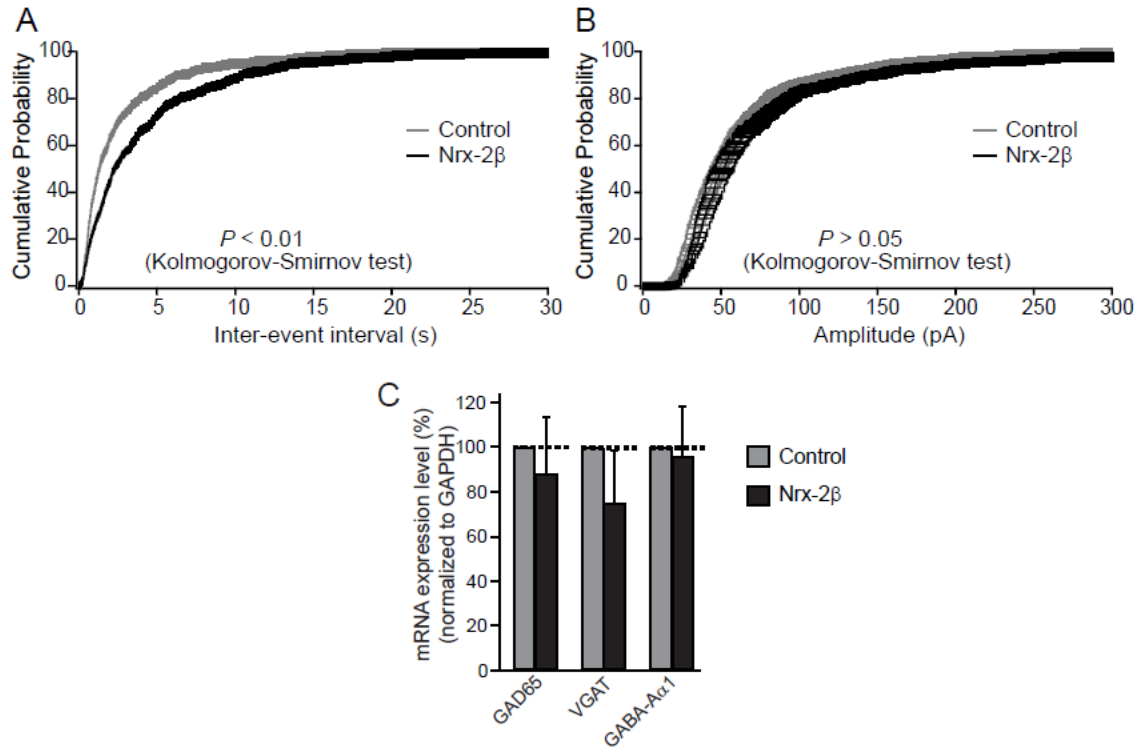 A
Cumulative Probability
100
80
60
40
20
0
Control
Nrx-2β
P < 0.01
(Kolmogorov-Smirnov test)
0 5 10 15 20 25 30
Inter-event interval (s)
B
Cumulative Probability
100
80
60
40
20
0
Control
Nrx-2β
P > 0.05
(Kolmogorov-Smirnov test)
0 50 100 150 200 250 300
Amplitude (pA)
C
mRNA expression level (%)
(normalized to GAPDH)
120
100
80
60
40
20
0
GAD65
VGAT
GABA-Aα1
Control
Nrx-2β